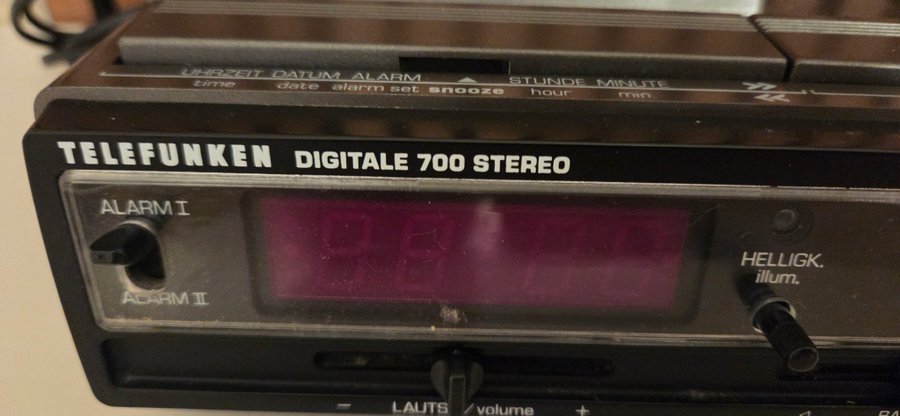 UHRZEIT DATUM ALARM STUNDE MINUTE
time date alarm set snooze hour min.
TELEFUNKEN DIGITALE 700 STEREO
ALARM I
ALARM II
HELLIGK.
illum.
− LAUTS /volume +